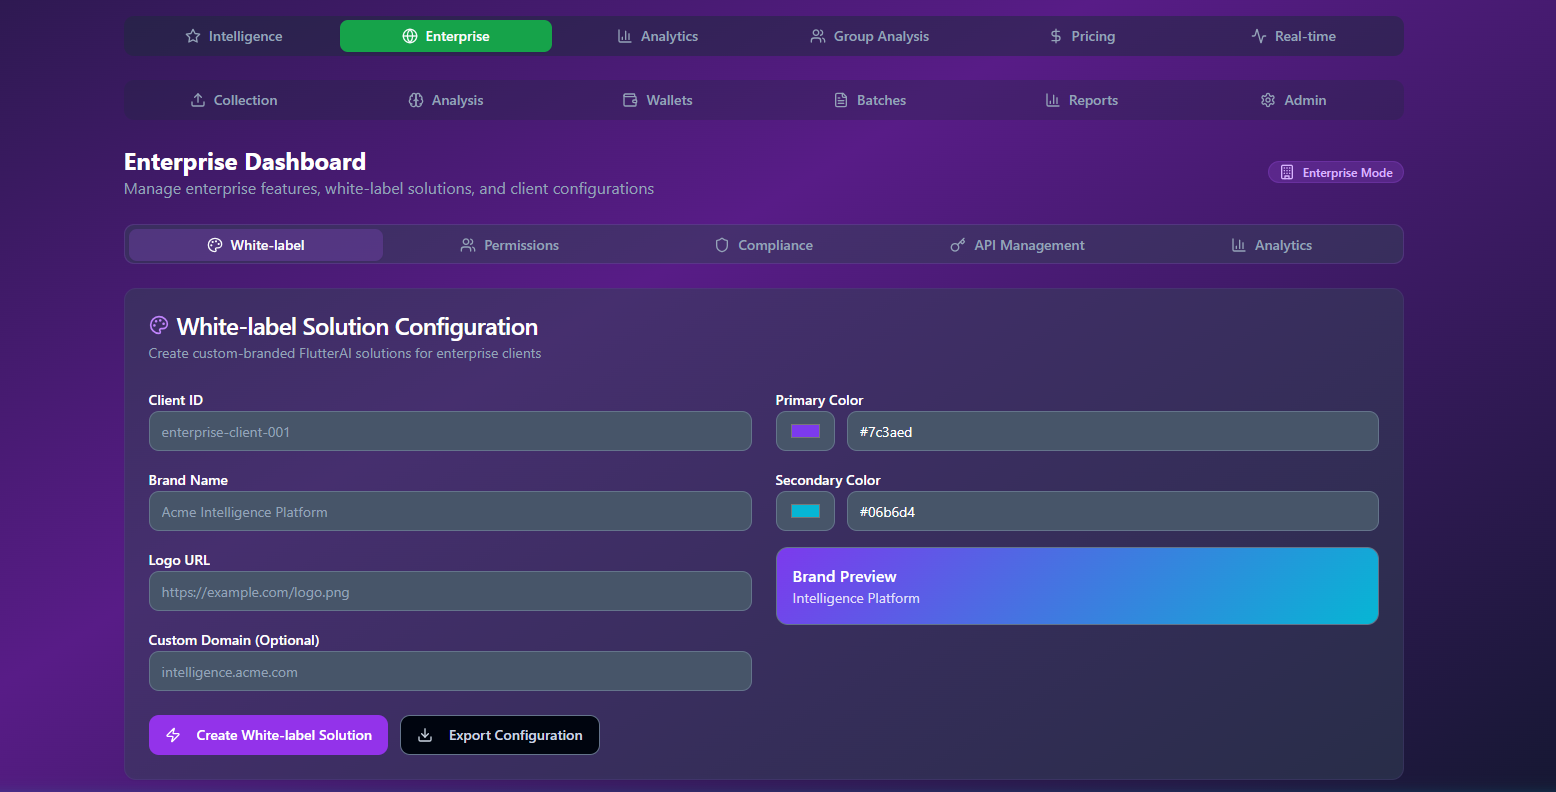 Intelligence
Enterprise
Analytics
Group Analysis
Pricing
Real-time
Collection
Analysis
Wallets
Batches
Reports
Admin
Enterprise Dashboard
Manage enterprise features, white-label solutions, and client configurations
Enterprise Mode
White-label
Permissions
Compliance
API Management
Analytics
White-label Solution Configuration
Create custom-branded FlutterAI solutions for enterprise clients
Client ID
enterprise-client-001
Brand Name
Acme Intelligence Platform
Logo URL
https://example.com/logo.png
Custom Domain (Optional)
intelligence.acme.com
Primary Color
#7c3aed
Secondary Color
#06b6d4
Brand Preview
Intelligence Platform
Create White-label Solution
Export Configuration